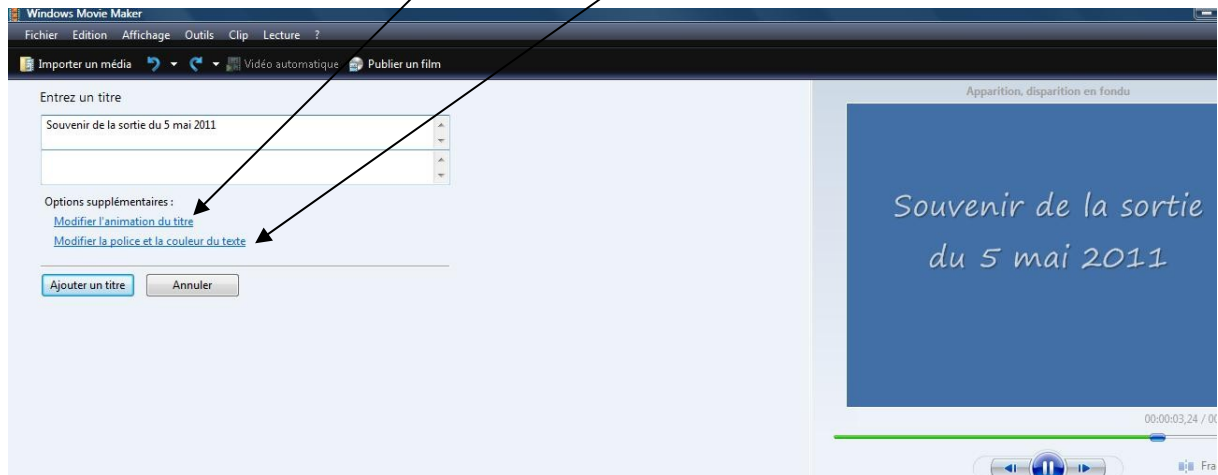 Windows Movie Maker
Fichier Edition Affichage Outils Clip Lecture ?
Importer un média Vidéo automatique Publier un film
Entrez un titre
Souvenir de la sortie du 5 mai 2011
Options supplémentaires :
Modifier l'animation du titre
Modifier la police et la couleur du texte
Ajouter un titre Annuler
Apparition, disparition en fondu
Souvenir de la sortie
du 5 mai 2011
00:00:03,24 / 00
Fra